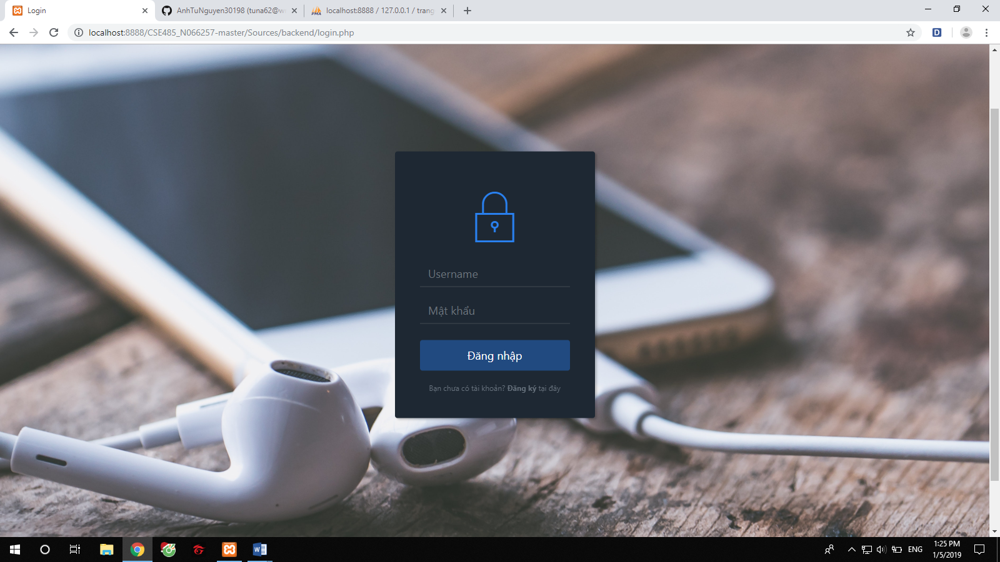 Login
AnhTuNguyen30198 (tuna62@w
localhost:8888 / 127.0.0.1 / trang
localhost:8888/CSE485_N066257-master/Sources/backend/login.php
D
Username
Mật khẩu
Đăng nhập
Bạn chưa có tài khoản? Đăng ký tại đây
ENG
1:25 PM
1/5/2019